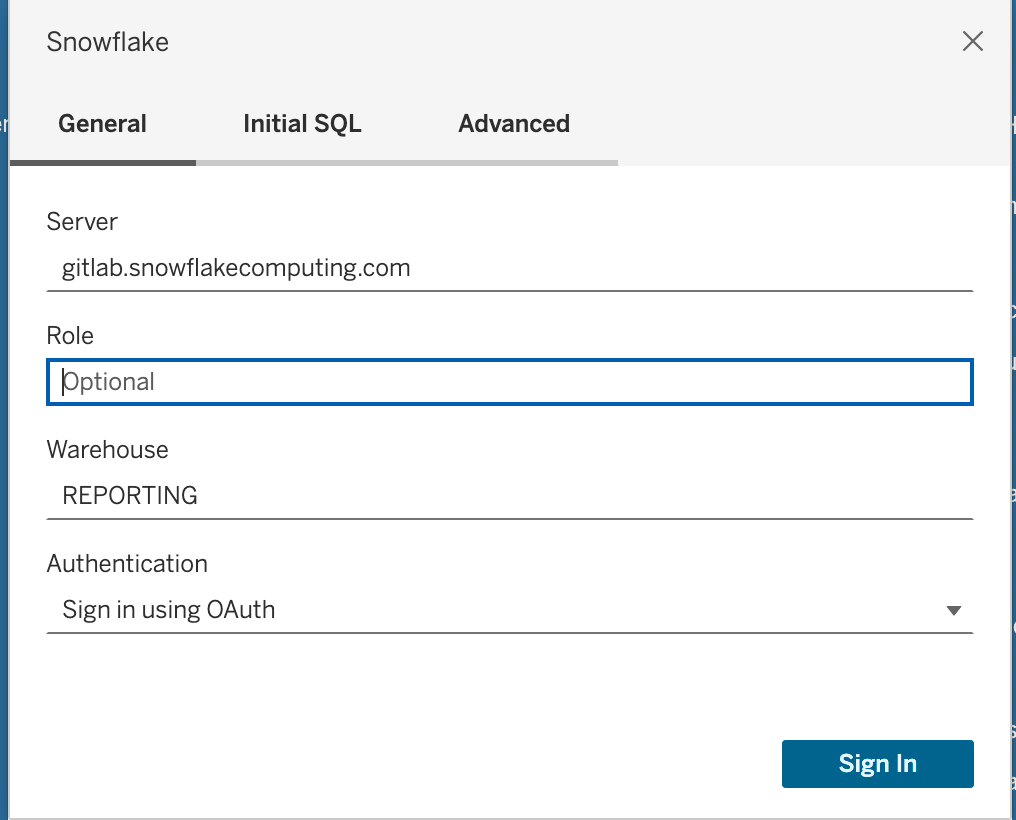 Snowflake
General Initial SQL Advanced
Server
gitlab.snowflakecomputing.com
Role
Optional
Warehouse
REPORTING
Authentication
Sign in using OAuth
Sign In